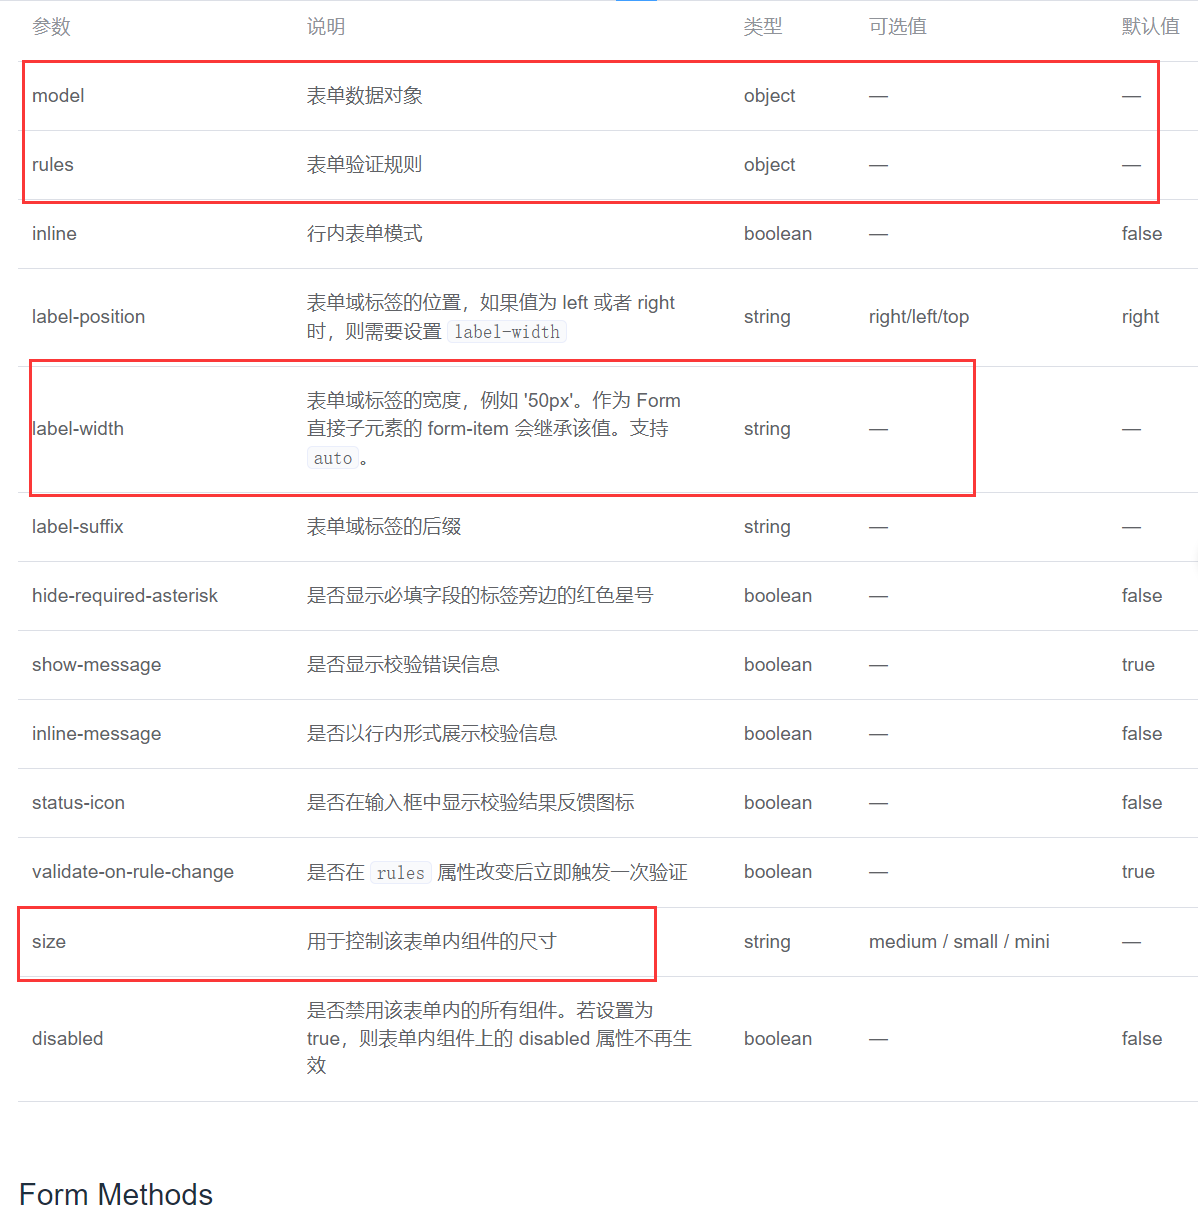 参数 说明 类型 可选值 默认值
model 表单数据对象 object — —
rules 表单验证规则 object — —
inline 行内表单模式 boolean — false
label-position 表单域标签的位置，如果值为 left 或者 right 时，则需要设置 label-width string right/left/top right
label-width 表单域标签的宽度，例如 '50px'。作为 Form 直接子元素的 form-item 会继承该值。支持 auto。 string — —
label-suffix 表单域标签的后缀 string — —
hide-required-asterisk 是否显示必填字段的标签旁边的红色星号 boolean — false
show-message 是否显示校验错误信息 boolean — true
inline-message 是否以行内形式展示校验信息 boolean — false
status-icon 是否在输入框中显示校验结果反馈图标 boolean — false
validate-on-rule-change 是否在 rules 属性改变后立即触发一次验证 boolean — true
size 用于控制该表单内组件的尺寸 string medium / small / mini —
disabled 是否禁用该表单内的所有组件。若设置为 true，则表单内组件上的 disabled 属性不再生效 boolean — false
Form Methods